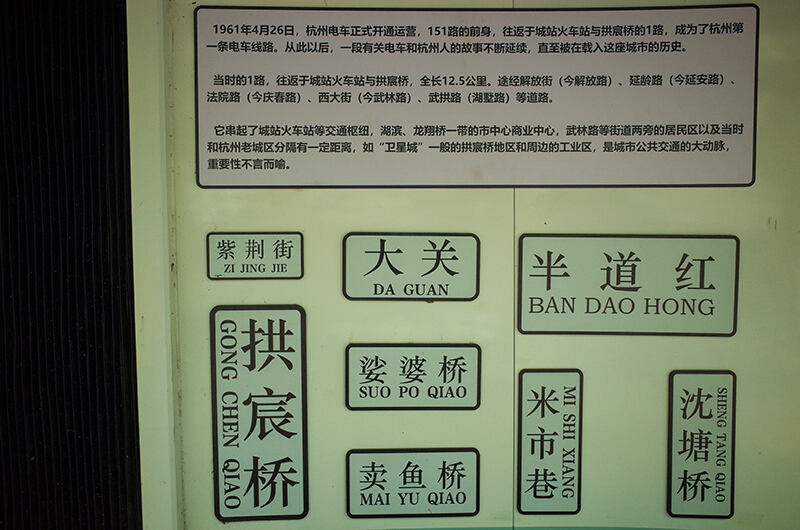 1961年4月26日，杭州电车正式开通运营，151路的前身，往返于城站火车站与拱宸桥的1路，成为了杭州第
一条电车线路。从此以后，一段有关电车和杭州人的故事不断延续，直至被在载入这座城市的历史。
当时的1路，往返于城站火车站与拱宸桥，全长12.5公里。途经解放街（今解放路）、延龄路（今延安路）、
法院路（今庆春路）、西大街（今武林路）、武拱路（湖墅路）等道路。
它串起了城站火车站等交通枢纽，湖滨、龙翔桥一带的市中心商业中心，武林路等街道两旁的居民区以及当时
和杭州老城区分隔有一定距离，如“卫星城”一般的拱宸桥地区和周边的工业区，是城市公共交通的大动脉，
重要性不言而喻。
紫荆街
ZI JING JIE
大关
DA GUAN
半道红
BAN DAO HONG
拱宸桥
GONG CHEN QIAO
娑婆桥
SUO PO QIAO
卖鱼桥
MAI YU QIAO
米市巷
MI SHI XIANG
沈塘桥
SHENG TANG QIAO